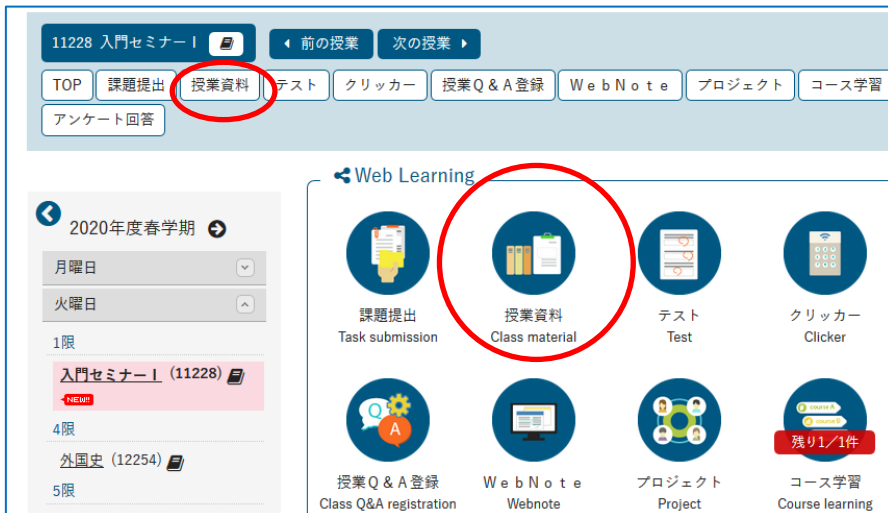 11228 入門セミナーⅠ
前の授業 次の授業
TOP 課題提出 授業資料 テスト クリッカー 授業Q＆A登録 ＷｅｂＮｏｔｅ プロジェクト コース学習
アンケート回答
Web Learning
2020年度春学期
月曜日
火曜日
1限
入門セミナーⅠ (11228)
NEW!!
4限
外国史 (12254)
5限
課題提出 授業資料 テスト クリッカー
Task submission Class material Test Clicker
Q A
course A
course B
残り1／1件
授業Q＆A登録 ＷｅｂＮｏｔｅ プロジェクト コース学習
Class Q&A registration Webnote Project Course learning